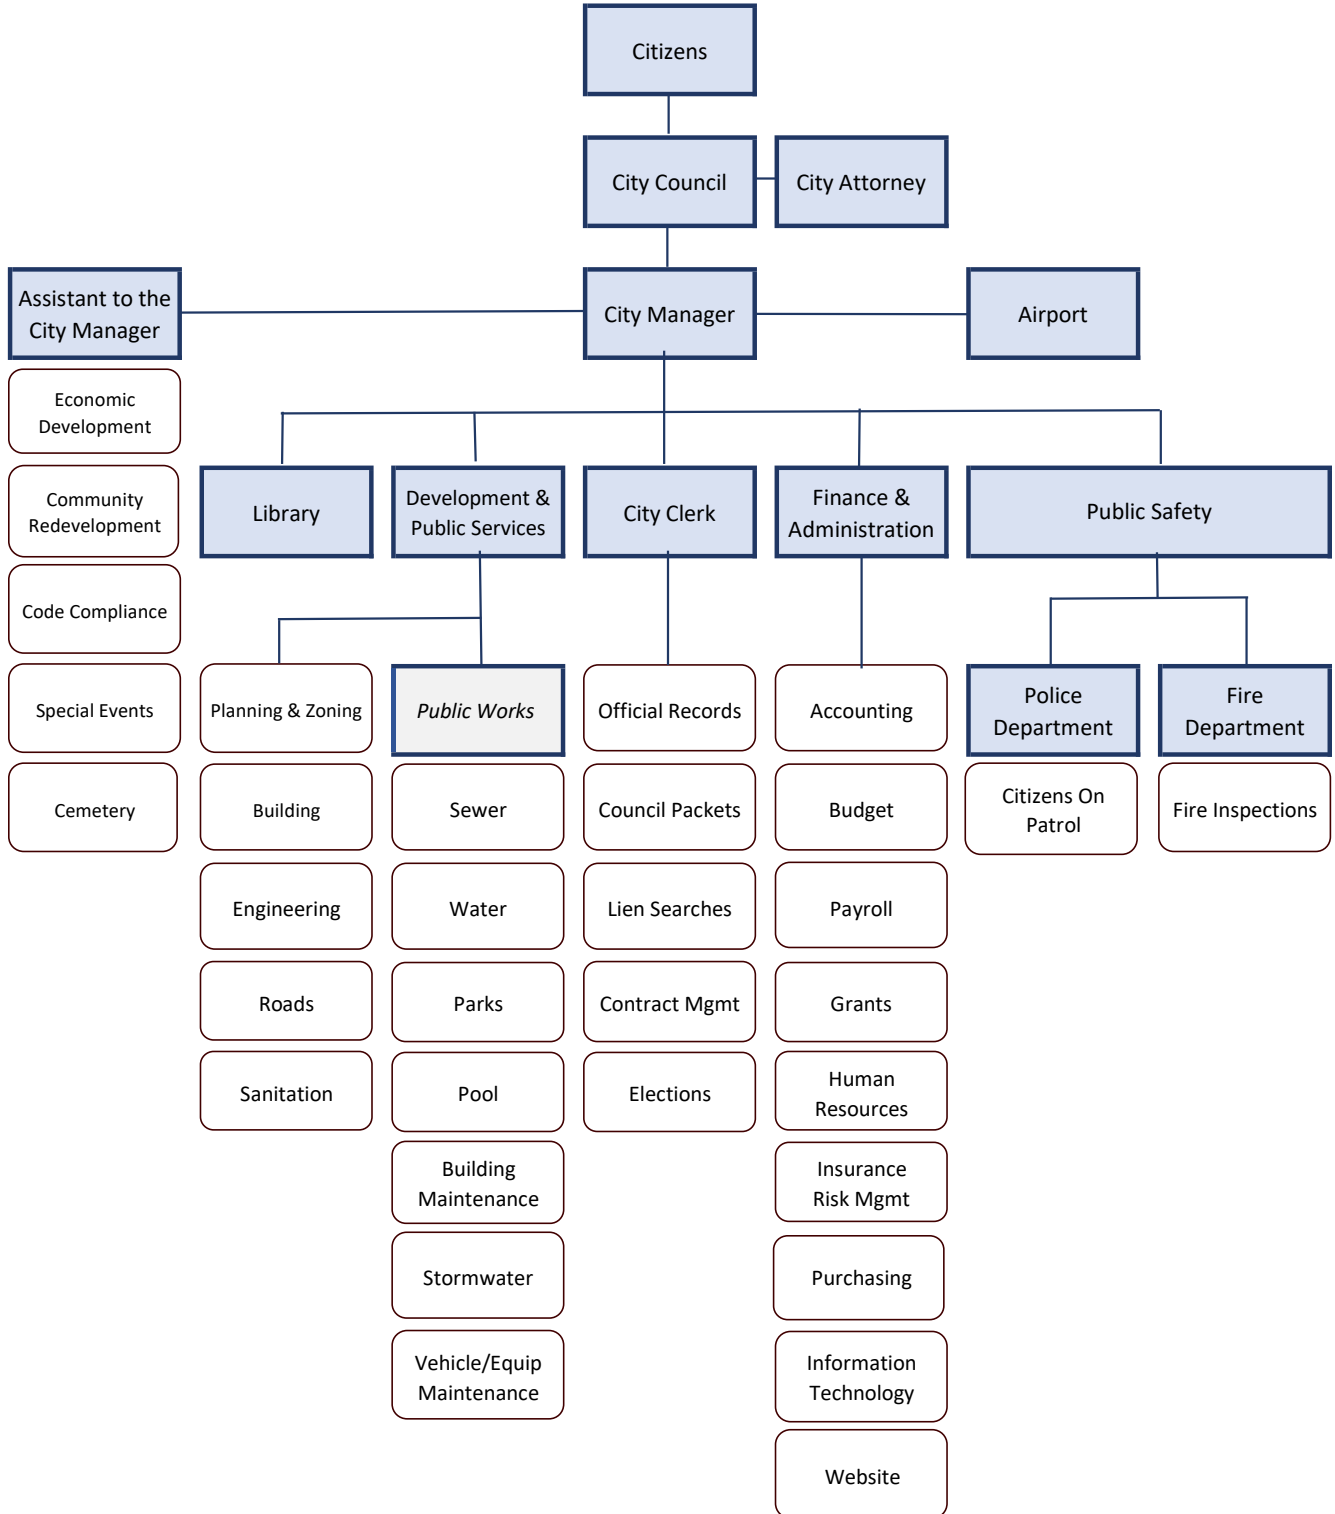 Citizens
City Council
City Attorney
Assistant to the
City Manager
City Manager
Airport
Economic
Development
Community
Redevelopment
Code Compliance
Special Events
Cemetery
Library
Development &
Public Services
City Clerk
Finance &
Administration
Public Safety
Planning & Zoning
Building
Engineering
Roads
Sanitation
Public Works
Sewer
Water
Parks
Pool
Building
Maintenance
Stormwater
Vehicle/Equip
Maintenance
Official Records
Council Packets
Lien Searches
Contract Mgmt
Elections
Accounting
Budget
Payroll
Grants
Human
Resources
Insurance
Risk Mgmt
Purchasing
Information
Technology
Website
Police
Department
Citizens On
Patrol
Fire
Department
Fire Inspections